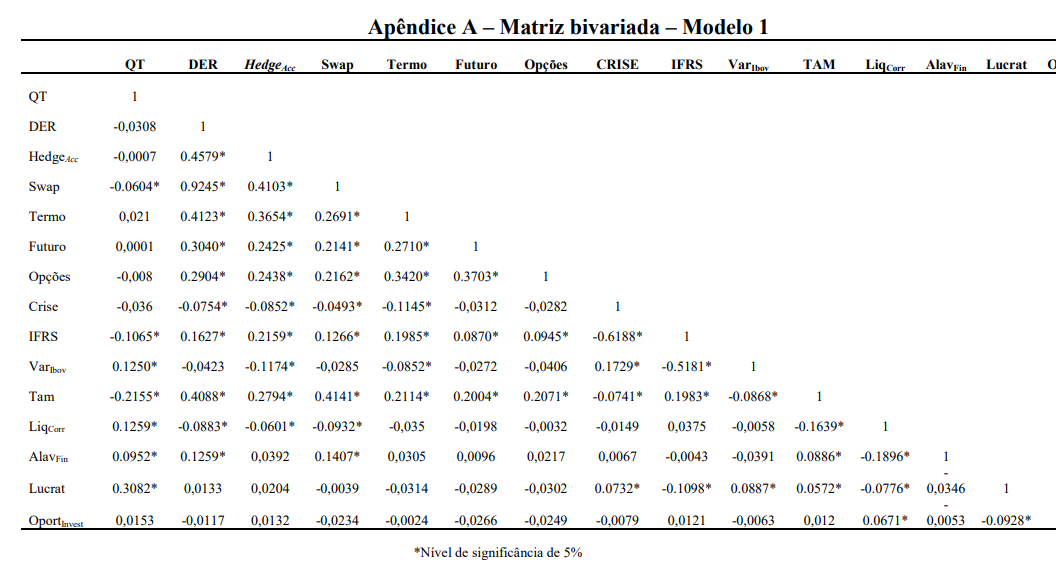 Apêndice A – Matriz bivariada – Modelo 1
QT DER HedgeAcc Swap Termo Futuro Opções CRISE IFRS VarIbov TAM LiqCorr AlavFin Lucrat O
QT 1
DER -0,0308 1
HedgeAcc -0,0007 0.4579* 1
Swap -0.0604* 0.9245* 0.4103* 1
Termo 0,021 0.4123* 0.3654* 0.2691* 1
Futuro 0,0001 0.3040* 0.2425* 0.2141* 0.2710* 1
Opções -0,008 0.2904* 0.2438* 0.2162* 0.3420* 0.3703* 1
Crise -0,036 -0.0754* -0.0852* -0.0493* -0.1145* -0,0312 -0,0282 1
IFRS -0.1065* 0.1627* 0.2159* 0.1266* 0.1985* 0.0870* 0.0945* -0.6188* 1
VarIbov 0.1250* -0,0423 -0.1174* -0,0285 -0.0852* -0,0272 -0,0406 0.1729* -0.5181* 1
Tam -0.2155* 0.4088* 0.2794* 0.4141* 0.2114* 0.2004* 0.2071* -0.0741* 0.1983* -0.0868* 1
LiqCorr 0.1259* -0.0883* -0.0601* -0.0932* -0,035 -0,0198 -0,0032 -0,0149 0,0375 -0,0058 -0.1639* 1
AlavFin 0.0952* 0.1259* 0,0392 0.1407* 0,0305 0,0096 0,0217 0,0067 -0,0043 -0,0391 0.0886* -0.1896* 1
-
Lucrat 0.3082* 0,0133 0,0204 -0,0039 -0,0314 -0,0289 -0,0302 0.0732* -0.1098* 0.0887* 0.0572* -0.0776* 0,0346 1
-
OportInvest 0,0153 -0,0117 0,0132 -0,0234 -0,0024 -0,0266 -0,0249 -0,0079 0,0121 -0,0063 0,012 0.0671* 0,0053 -0.0928*
*Nível de significância de 5%